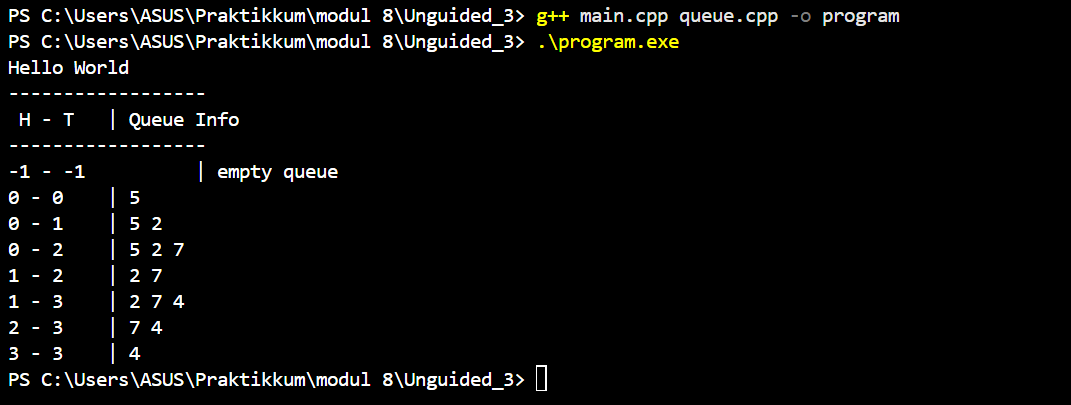 PS C:\Users\ASUS\Praktikkum\modul 8\Unguided_3> g++ main.cpp queue.cpp -o program
PS C:\Users\ASUS\Praktikkum\modul 8\Unguided_3> .\program.exe
Hello World
------------------
 H - T   | Queue Info
------------------
-1 - -1          | empty queue
0 - 0    | 5
0 - 1    | 5 2
0 - 2    | 5 2 7
1 - 2    | 2 7
1 - 3    | 2 7 4
2 - 3    | 7 4
3 - 3    | 4
PS C:\Users\ASUS\Praktikkum\modul 8\Unguided_3>